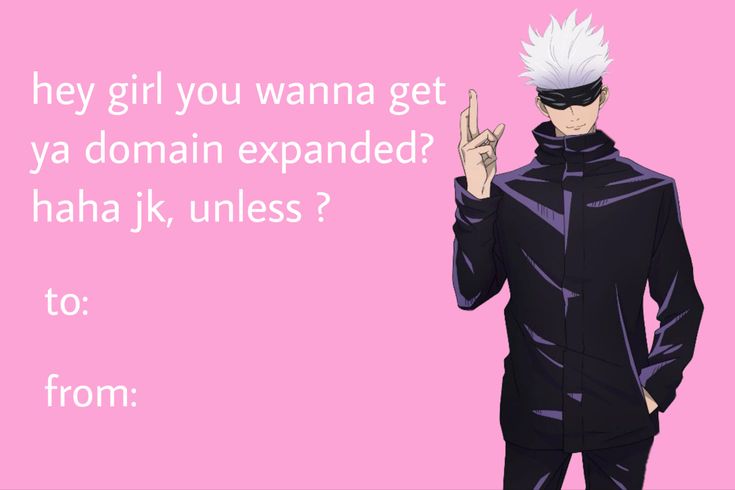 hey girl you wanna get
ya domain expanded?
haha jk, unless ?
to:
from: